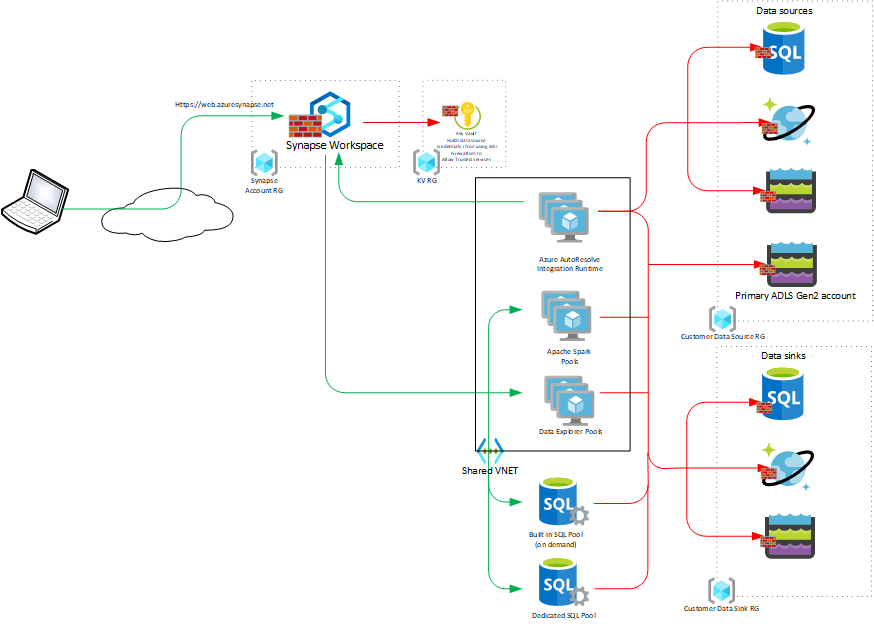 Data sources
SQL
Https://web.azuresynapse.net
Synapse Workspace
Key Vault
Holds data source
credentials, if not using MSI
Firewall set to
Allow Trusted Services
Synapse
Account RG
KV RG
Azure AutoResolve
Integration Runtime
Primary ADLS Gen2 account
Customer Data Source RG
Apache Spark
Pools
Data sinks
SQL
Data Explorer Pools
Shared VNET
SQL
Built-in SQL Pool
(on demand)
SQL
Dedicated SQL Pool
Customer Data Sink RG